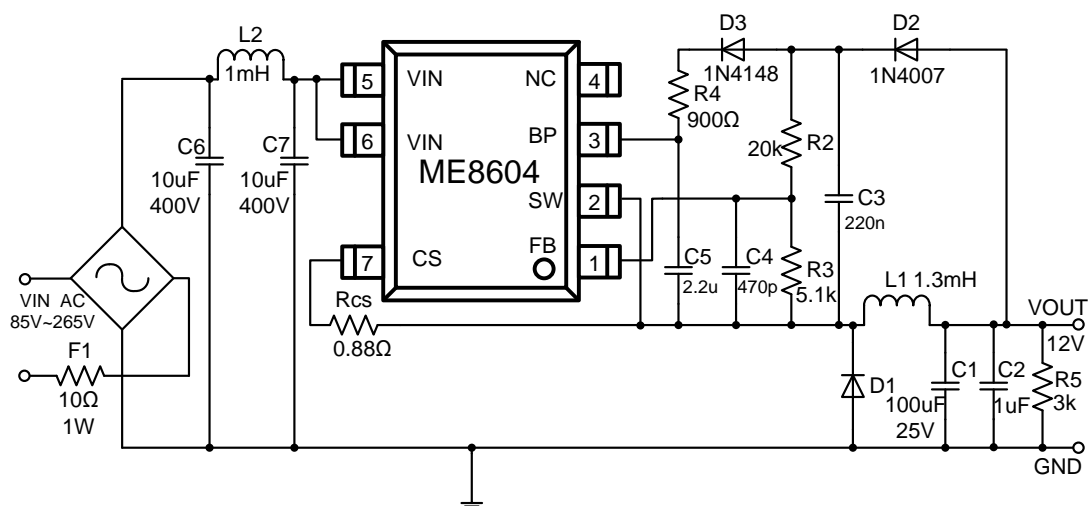 L2
1mH
C6
10uF
400V
C7
10uF
400V
VIN AC
85V~265V
F1
10Ω
1W
5
VIN
6
VIN
7
CS
ME8604
NC
4
BP
3
SW
2
FB
1
Rcs
0.88Ω
D3
1N4148
D2
1N4007
R4
900Ω
20k
R2
C3
220n
C5
2.2u
C4
470p
R3
5.1k
L1 1.3mH
VOUT
12V
D1
C1
100uF
25V
C2
1uF
R5
3k
GND